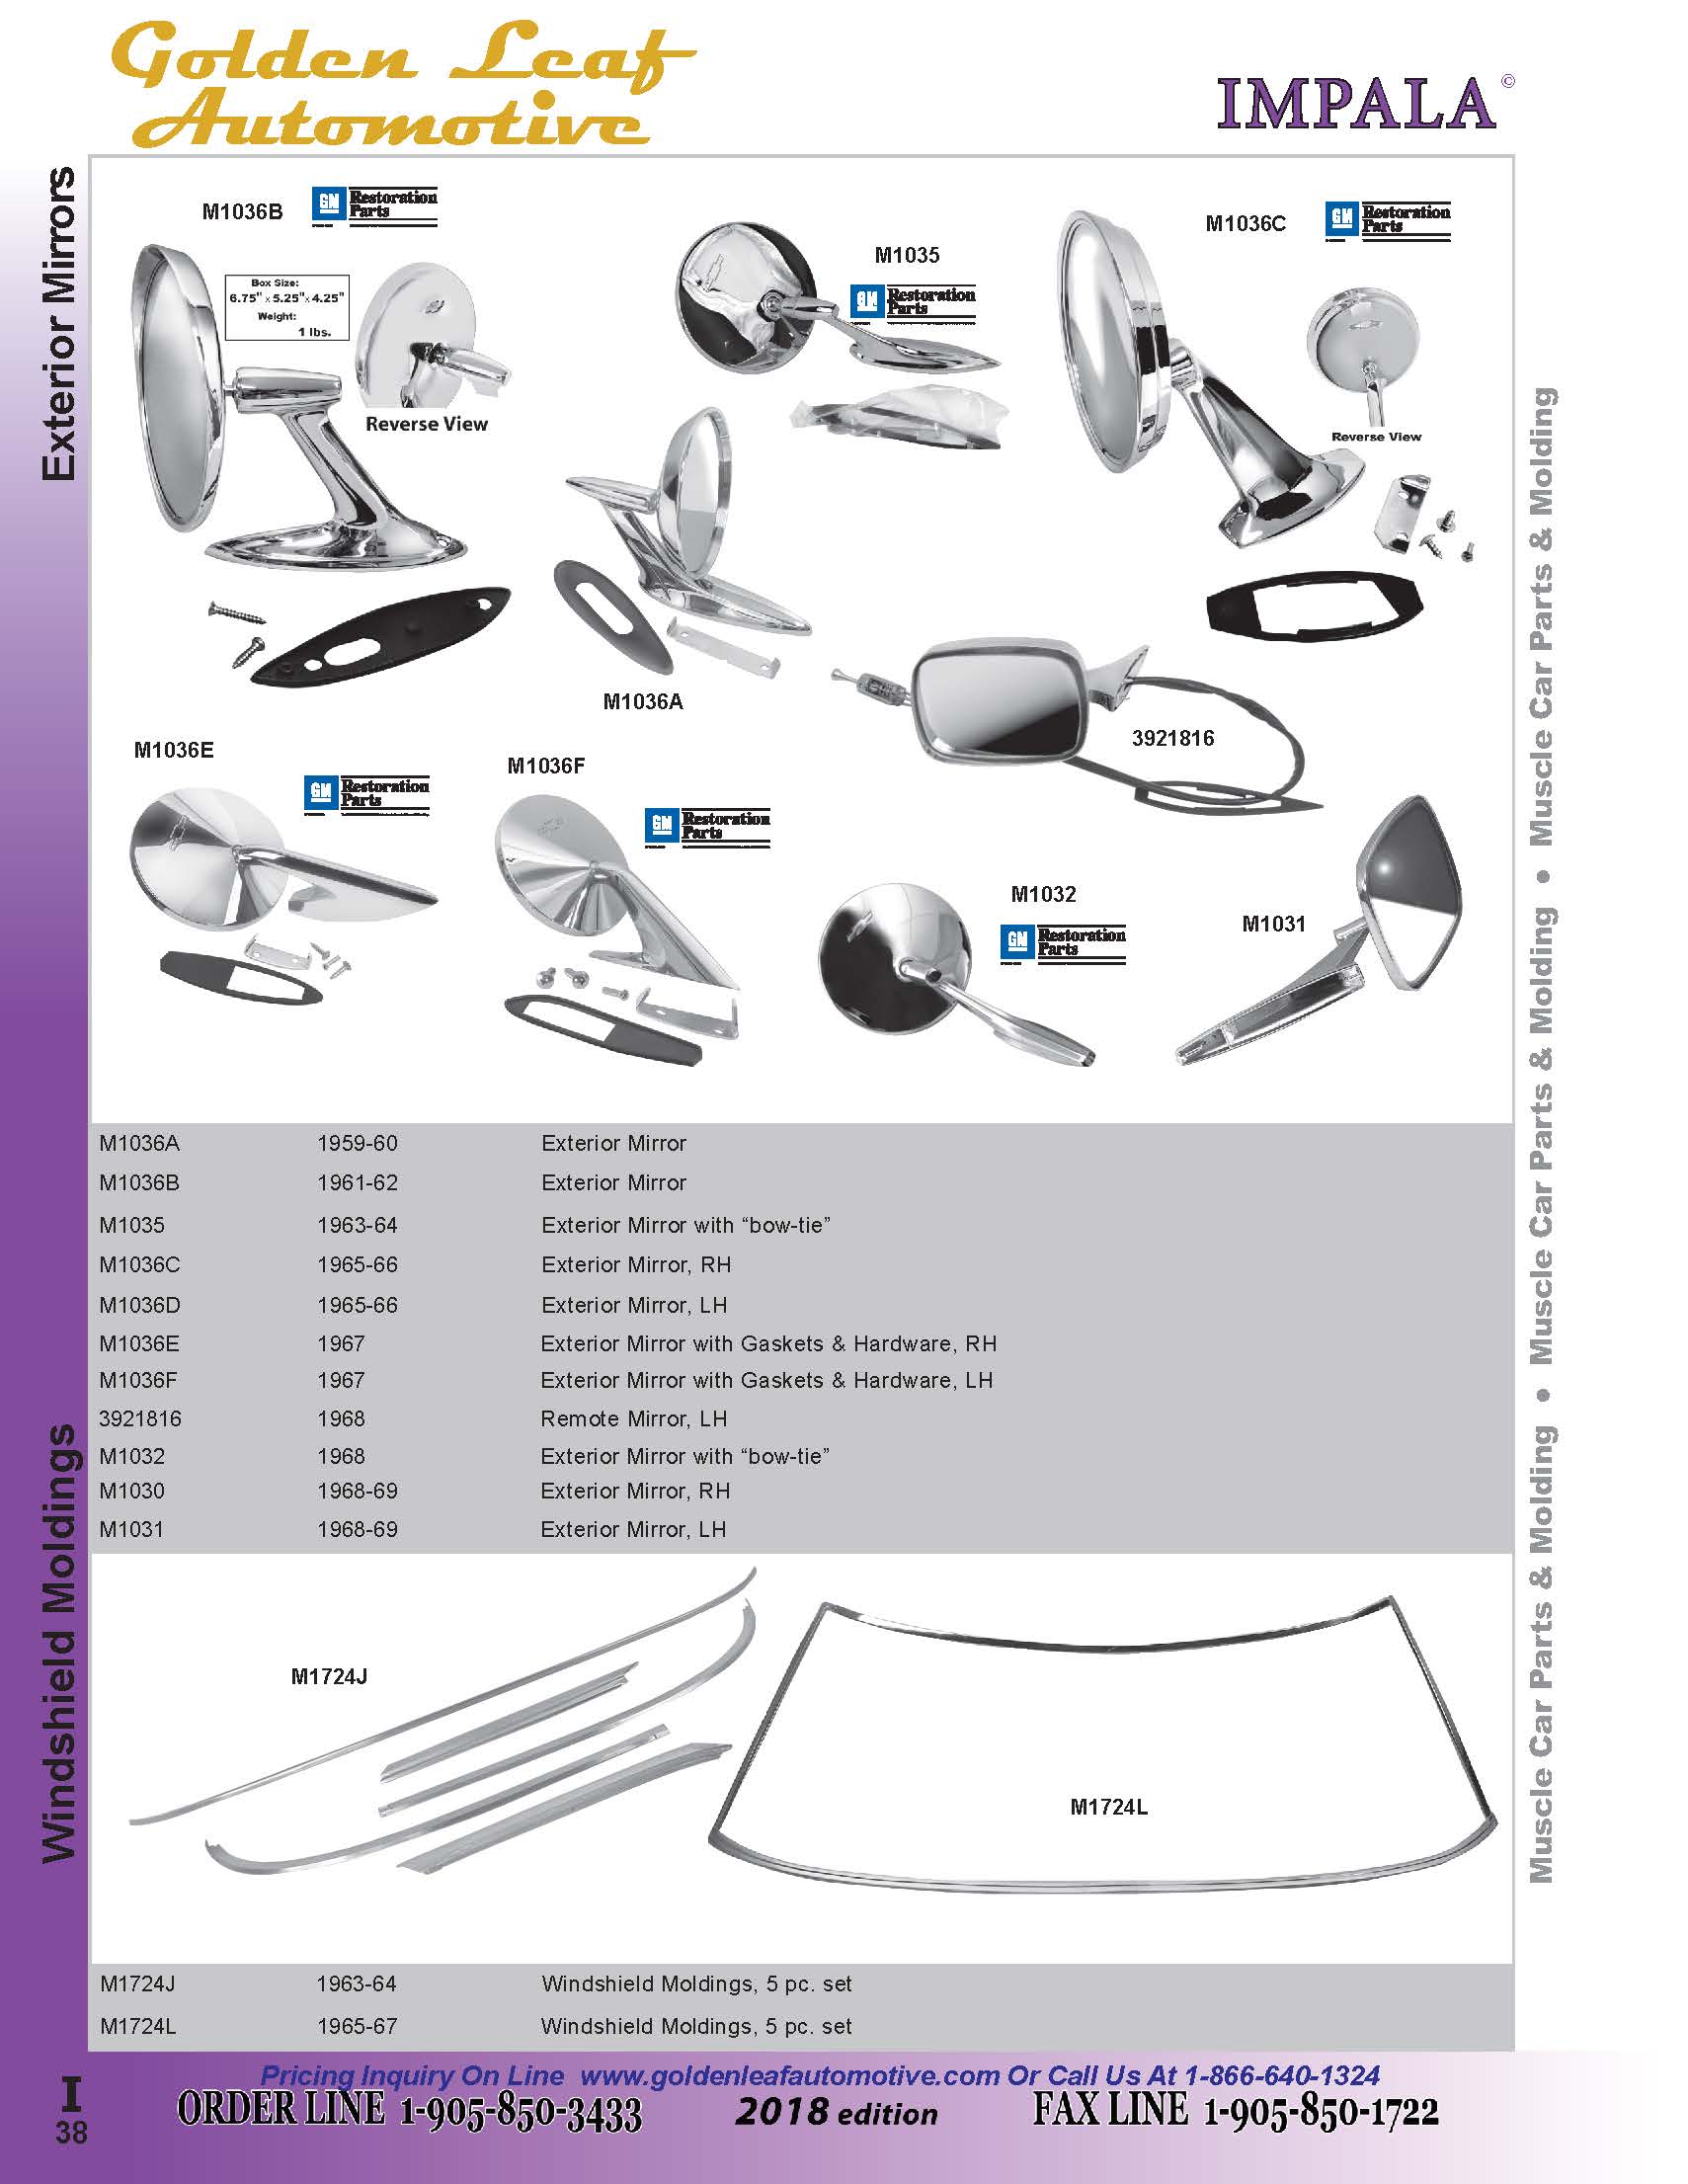 Golden Leaf
Automotive
IMPALA©
Exterior Mirrors
M1036B
GM Restoration
Parts
Box Size:
6.75" x 5.25"x 4.25"
Weight:
1 lbs.
Reverse View
M1035
GM Restoration
Parts
M1036C
GM Restoration
Parts
Reverse View
M1036A
3921816
M1036E
GM Restoration
Parts
M1036F
GM Restoration
Parts
M1032
GM Restoration
Parts
M1031
M1036A 1959-60 Exterior Mirror
M1036B 1961-62 Exterior Mirror
M1035 1963-64 Exterior Mirror with “bow-tie”
M1036C 1965-66 Exterior Mirror, RH
M1036D 1965-66 Exterior Mirror, LH
M1036E 1967 Exterior Mirror with Gaskets & Hardware, RH
M1036F 1967 Exterior Mirror with Gaskets & Hardware, LH
3921816 1968 Remote Mirror, LH
M1032 1968 Exterior Mirror with “bow-tie”
M1030 1968-69 Exterior Mirror, RH
M1031 1968-69 Exterior Mirror, LH
Windshield Moldings
M1724J
M1724L
M1724J 1963-64 Windshield Moldings, 5 pc. set
M1724L 1965-67 Windshield Moldings, 5 pc. set
Muscle Car Parts & Molding • Muscle Car Parts & Molding • Muscle Car Parts & Molding
Pricing Inquiry On Line www.goldenleafautomotive.com Or Call Us At 1-866-640-1324
ORDER LINE 1-905-850-3433 2018 edition FAX LINE 1-905-850-1722
I
38